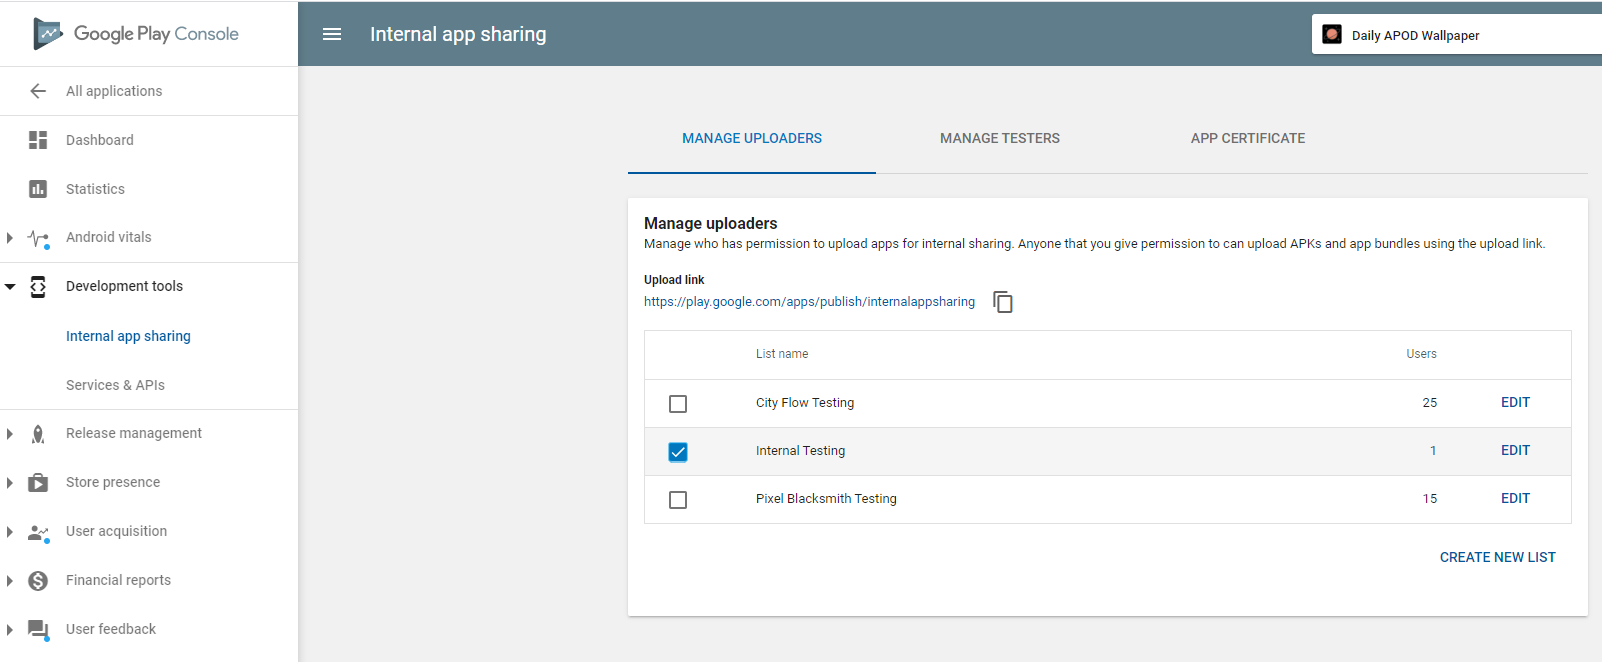 Google Play Console
Internal app sharing
Daily APOD Wallpaper
All applications
Dashboard
Statistics
Android vitals
Development tools
Internal app sharing
Services & APIs
Release management
Store presence
User acquisition
Financial reports
User feedback
MANAGE UPLOADERS
MANAGE TESTERS
APP CERTIFICATE
Manage uploaders
Manage who has permission to upload apps for internal sharing. Anyone that you give permission to can upload APKs and app bundles using the upload link.
Upload link
https://play.google.com/apps/publish/internalappsharing
List name Users
City Flow Testing 25 EDIT
Internal Testing 1 EDIT
Pixel Blacksmith Testing 15 EDIT
CREATE NEW LIST